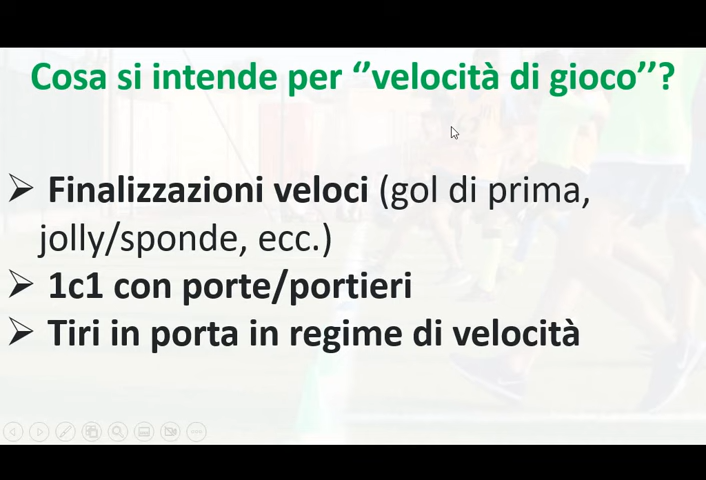 Cosa si intende per ‘’velocità di gioco’’?
➢ Finalizzazioni veloci (gol di prima,
jolly/sponde, ecc.)
➢ 1c1 con porte/portieri
➢ Tiri in porta in regime di velocità